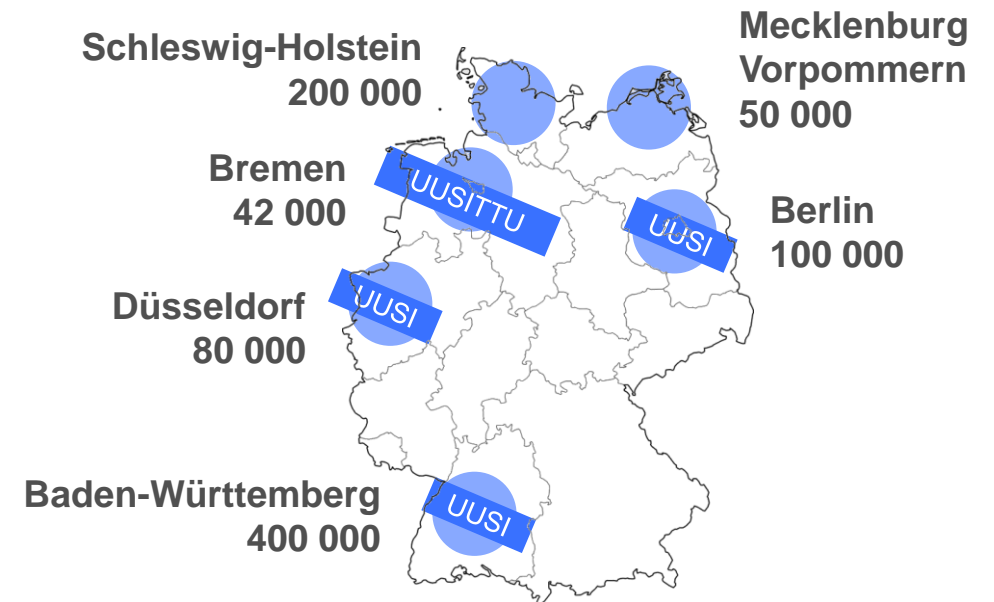 Schleswig-Holstein
200 000
Mecklenburg
Vorpommern
50 000
Bremen
42 000
UUSITTU
UUSI
Berlin
100 000
Düsseldorf
80 000
UUSI
Baden-Württemberg
400 000
UUSI